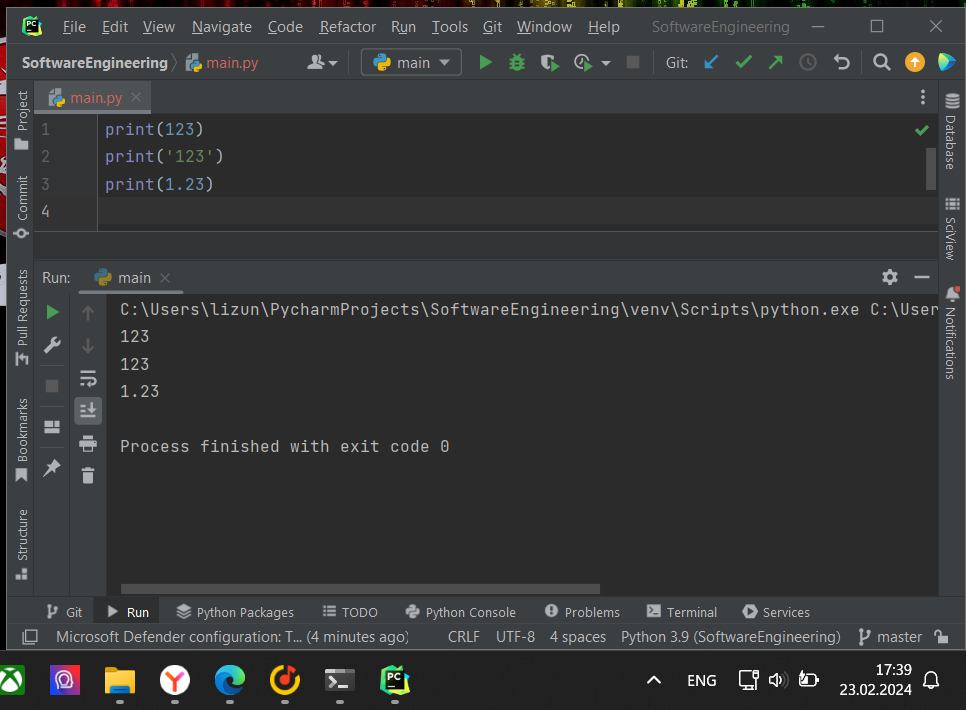 PC File Edit View Navigate Code Refactor Run Tools Git Window Help SoftwareEngineering
SoftwareEngineering main.py main Git:
main.py
Project
Commit
Pull Requests
Bookmarks
Structure
1 print(123)
2 print('123')
3 print(1.23)
4
Database
SciView
Notifications
Run: main
C:\Users\lizun\PycharmProjects\SoftwareEngineering\venv\Scripts\python.exe C:\User
123
123
1.23
Process finished with exit code 0
Git Run Python Packages TODO Python Console Problems Terminal Services
Microsoft Defender configuration: T... (4 minutes ago) CRLF UTF-8 4 spaces Python 3.9 (SoftwareEngineering) master
PC ENG 17:39
23.02.2024